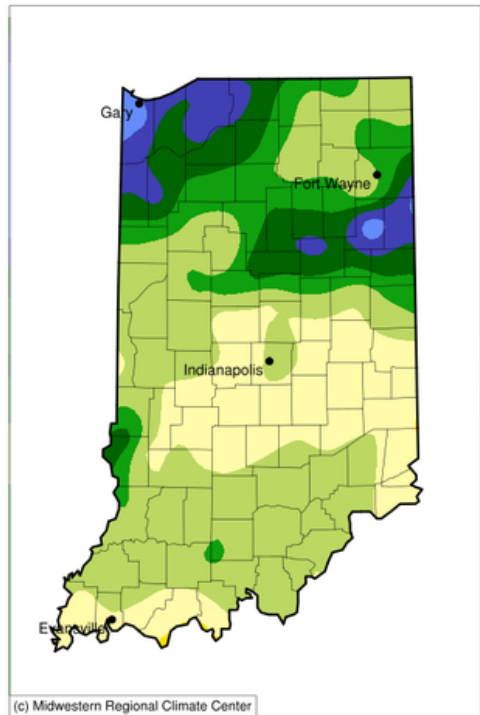 Gary
Fort Wayne
Indianapolis
Evansville
(c) Midwestern Regional Climate Center